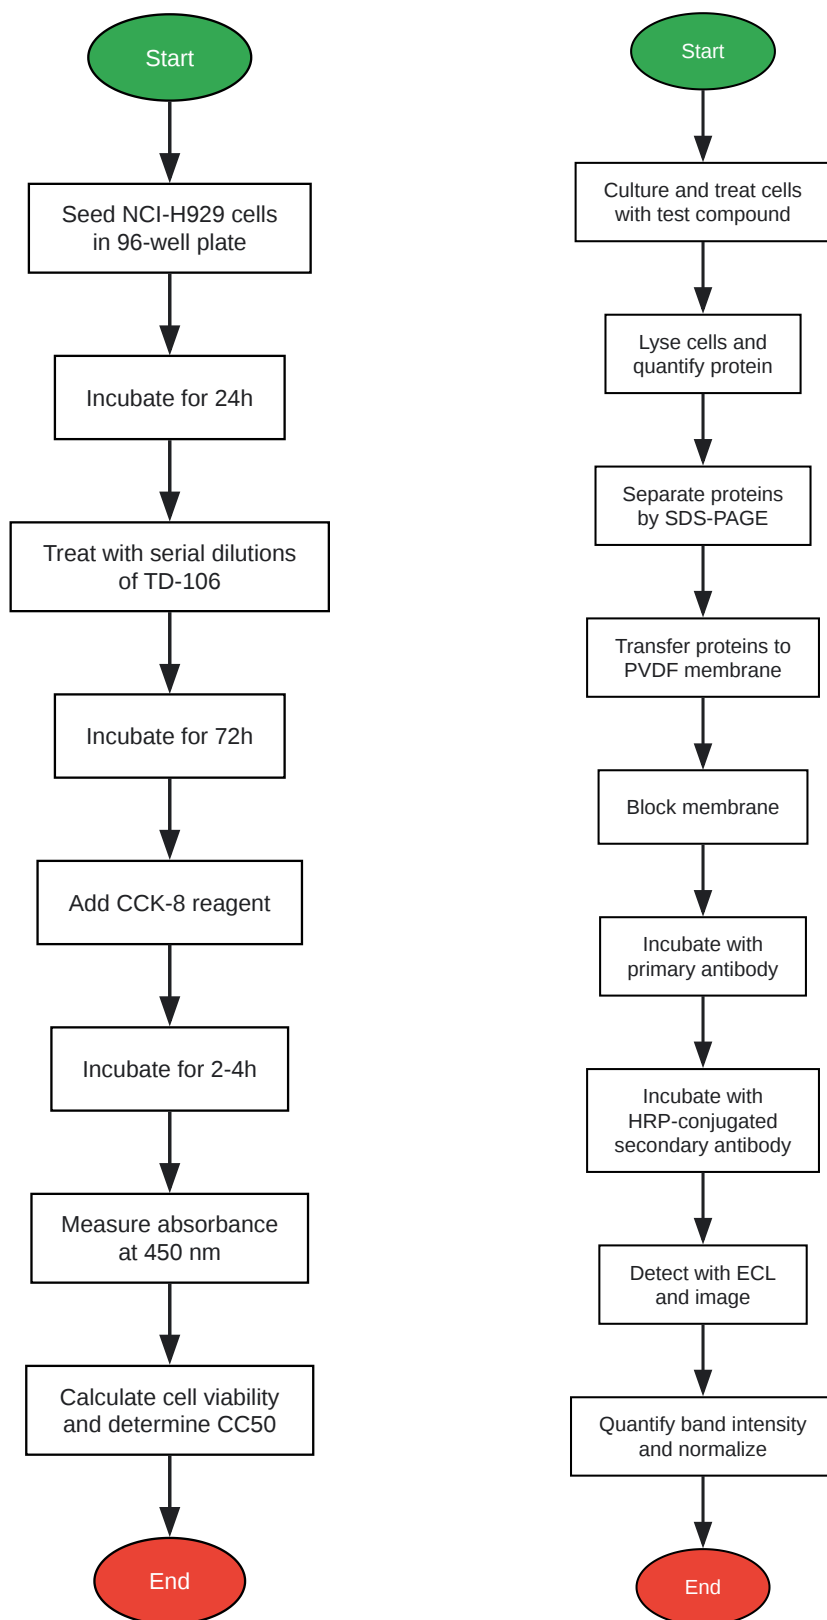 Start
Seed NCI-H929 cells
in 96-well plate
Incubate for 24h
Treat with serial dilutions
of TD-106
Incubate for 72h
Add CCK-8 reagent
Incubate for 2-4h
Measure absorbance
at 450 nm
Calculate cell viability
and determine CC50
End
Start
Culture and treat cells
with test compound
Lyse cells and
quantify protein
Separate proteins
by SDS-PAGE
Transfer proteins to
PVDF membrane
Block membrane
Incubate with
primary antibody
Incubate with
HRP-conjugated
secondary antibody
Detect with ECL
and image
Quantify band intensity
and normalize
End